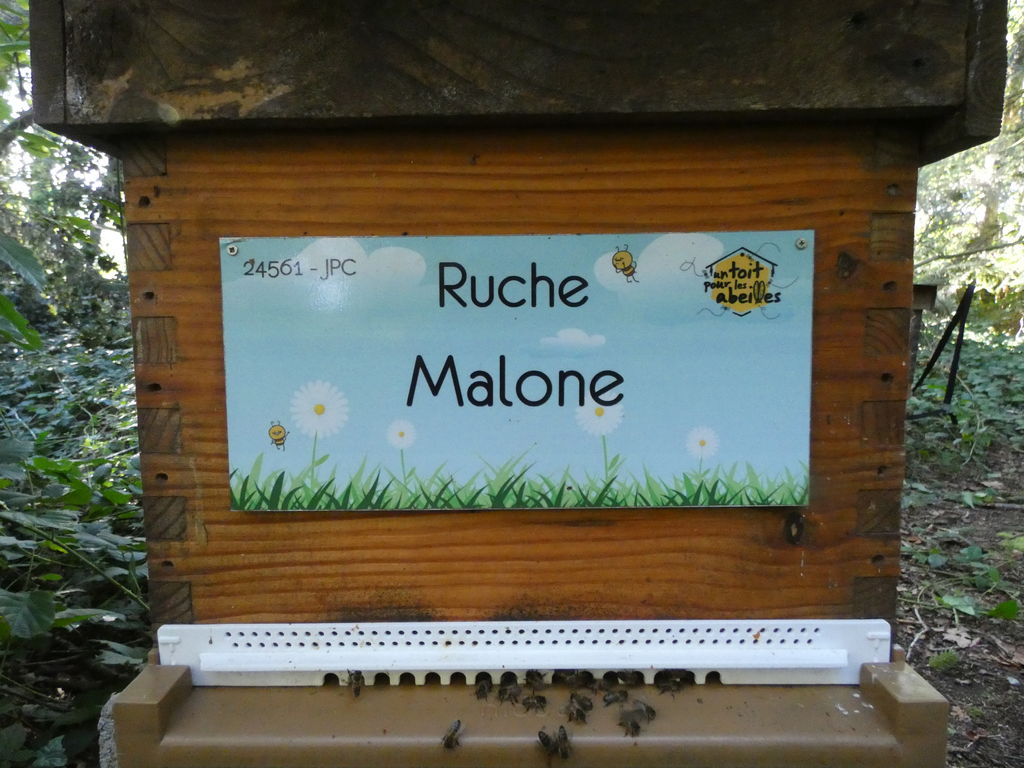 24561 - JPC
Ruche
Malone
un toit
pour les
abeilles